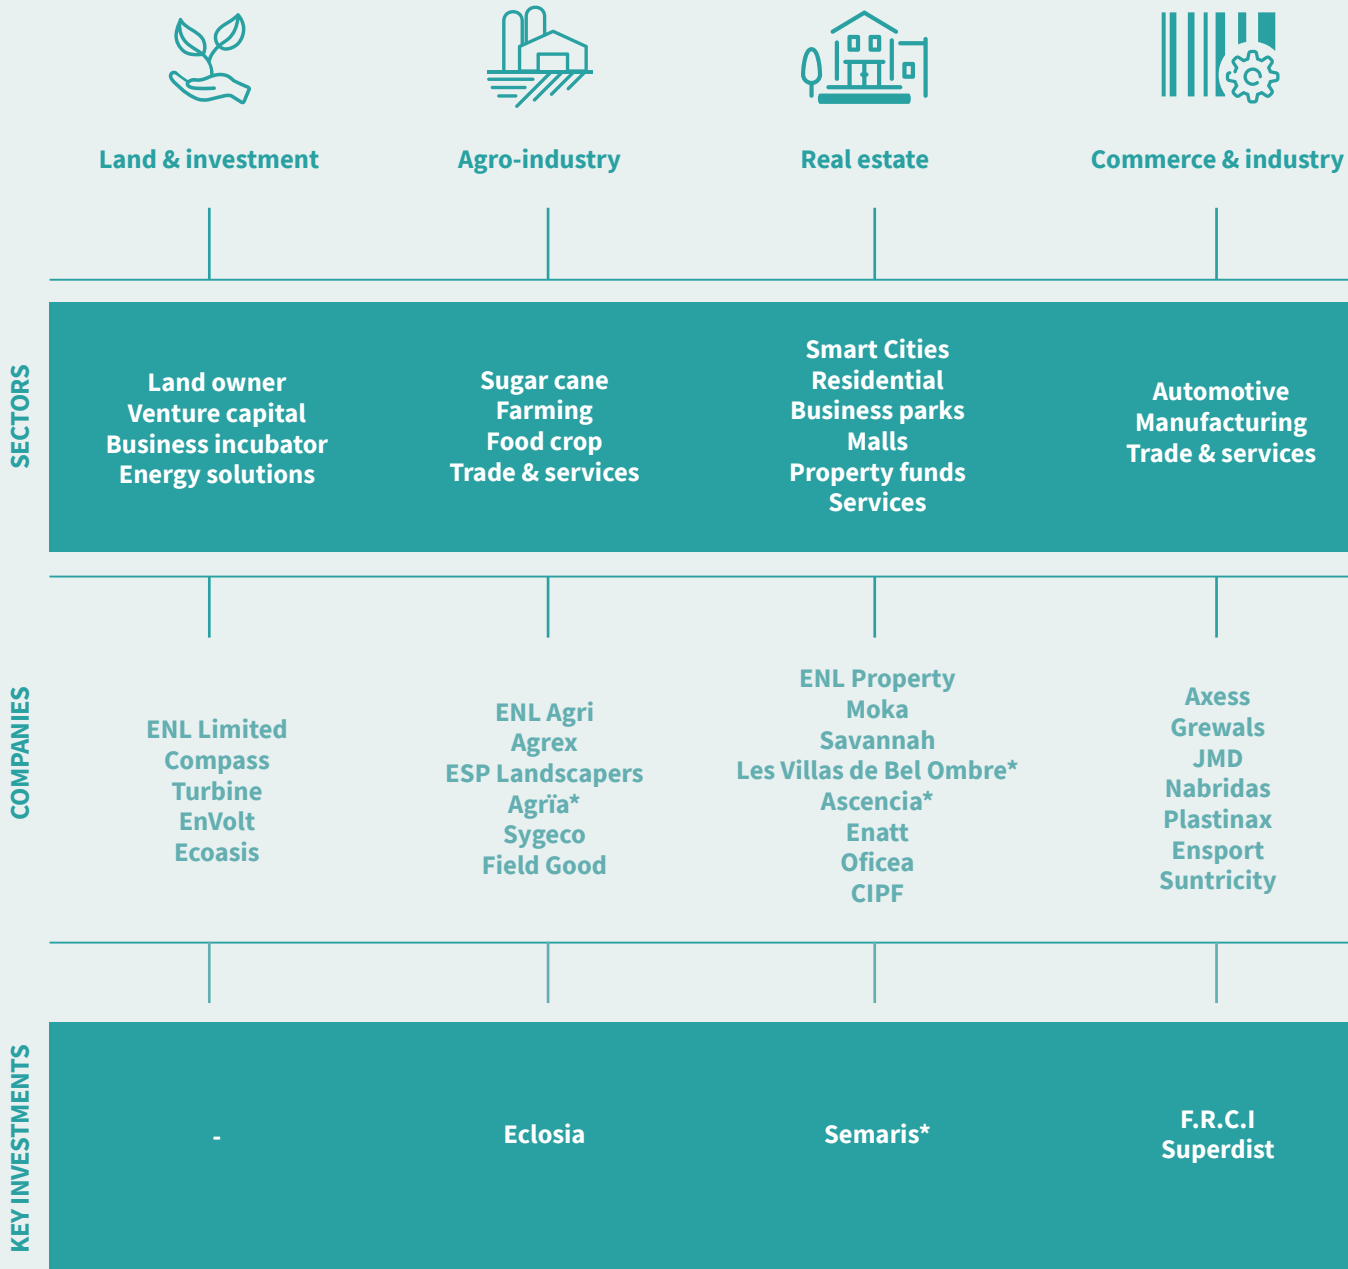 Land & investment
Agro-industry
Real estate
Commerce & industry
SECTORS
Land owner
Venture capital
Business incubator
Energy solutions
Sugar cane
Farming
Food crop
Trade & services
Smart Cities
Residential
Business parks
Malls
Property funds
Services
Automotive
Manufacturing
Trade & services
COMPANIES
ENL Limited
Compass
Turbine
EnVolt
Ecoasis
ENL Agri
Agrex
ESP Landscapers
Agrïa*
Sygeco
Field Good
ENL Property
Moka
Savannah
Les Villas de Bel Ombre*
Ascencia*
Enatt
Oficea
CIPF
Axess
Grewals
JMD
Nabridas
Plastinax
Ensport
Suntricity
KEY INVESTMENTS
-
Eclosia
Semaris*
F.R.C.I
Superdist